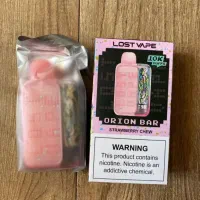 LOST VAPE
10K
ORION BAR
STRAWBERRY CHEW
WARNING
This product contains
nicotine. Nicotine is an
addictive chemical.